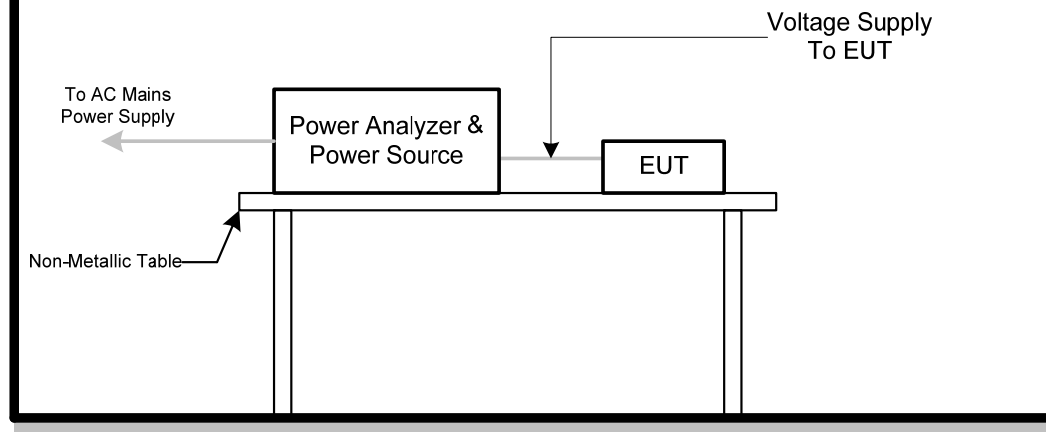 Voltage Supply
To EUT
To AC Mains
Power Supply
Power Analyzer &
Power Source
EUT
Non-Metallic Table